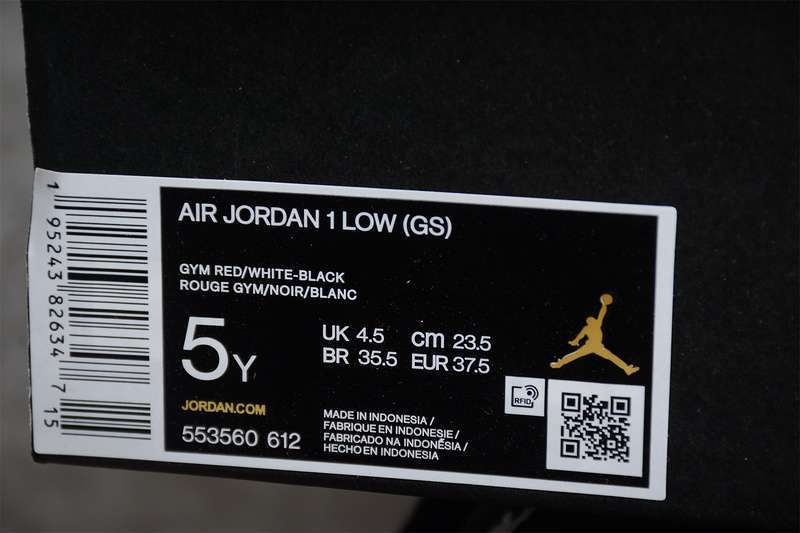 AIR JORDAN 1 LOW (GS)
GYM RED/WHITE-BLACK
ROUGE GYM/NOIR/BLANC
5Y
UK 4.5 cm 23.5
BR 35.5 EUR 37.5
JORDAN.COM
553560 612
MADE IN INDONESIA /
FABRIQUE EN INDONESIE /
FABRICADO NA INDONÉSIA /
HECHO EN INDONESIA
RFID
1 95243 82634 7 15